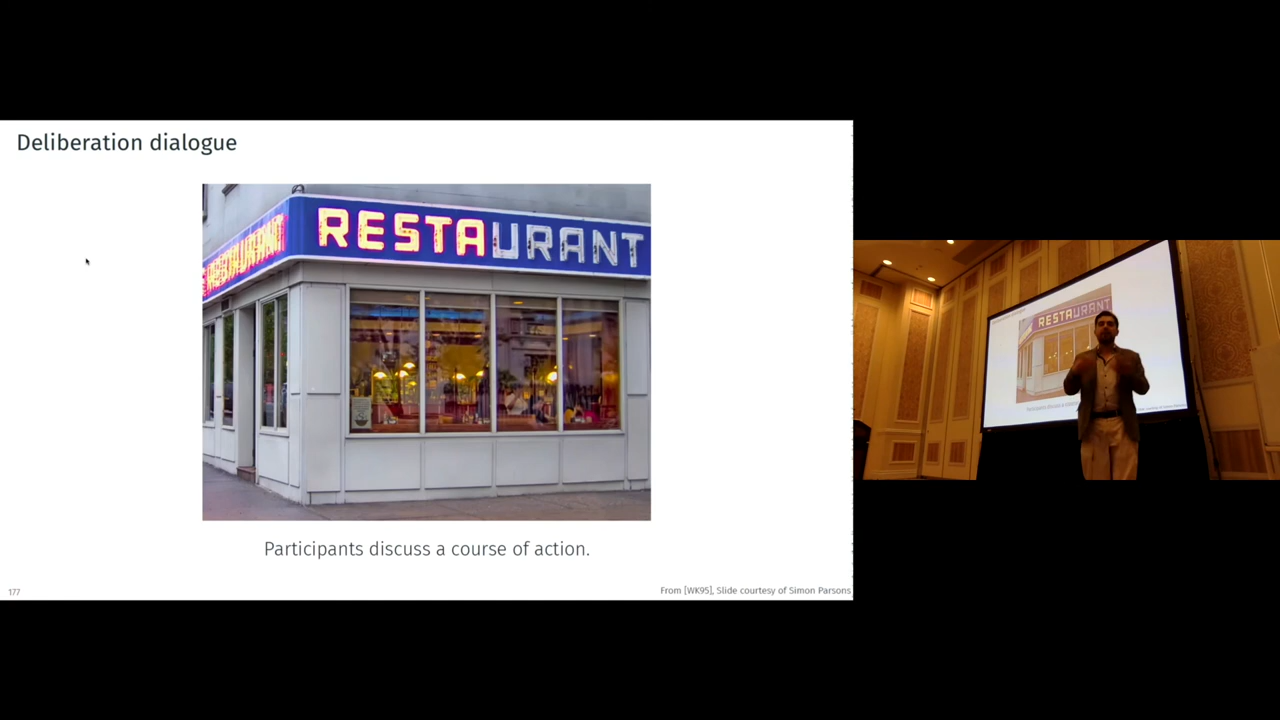 Deliberation dialogue
RESTAURANT
RESTAURANT
Participants discuss a course of action.
177
From [WK95], Slide courtesy of Simon Parsons
RESTAURANT